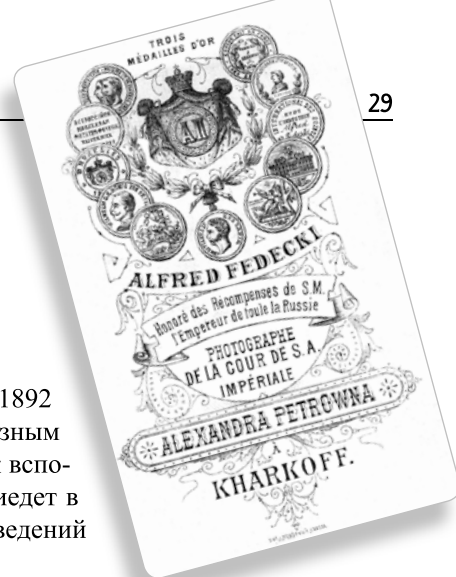 29
TROIS
MÉDAILLES D'OR
AM
ALFRED FEDECKI
Honoré des Récompenses de S.M.
l'Empereur de toute la Russie
PHOTOGRAPHE
DE LA COUR DE S.A.
IMPÉRIALE
ALEXANDRA PETROWNA
À
KHARKOFF.
1892
зным
вспо-
иедет в
ведений